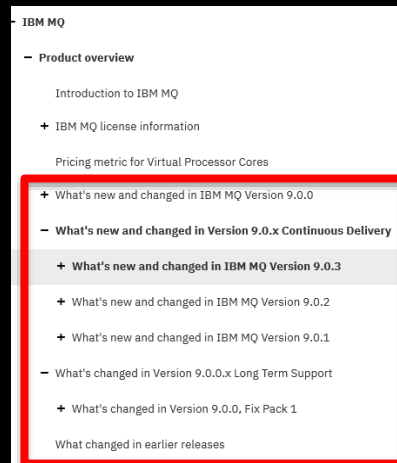 IBM MQ
Product overview
Introduction to IBM MQ
IBM MQ license information
Pricing metric for Virtual Processor Cores
What's new and changed in IBM MQ Version 9.0.0
What's new and changed in Version 9.0.x Continuous Delivery
What's new and changed in IBM MQ Version 9.0.3
What's new and changed in IBM MQ Version 9.0.2
What's new and changed in IBM MQ Version 9.0.1
What's changed in Version 9.0.0.x Long Term Support
What's changed in Version 9.0.0, Fix Pack 1
What changed in earlier releases